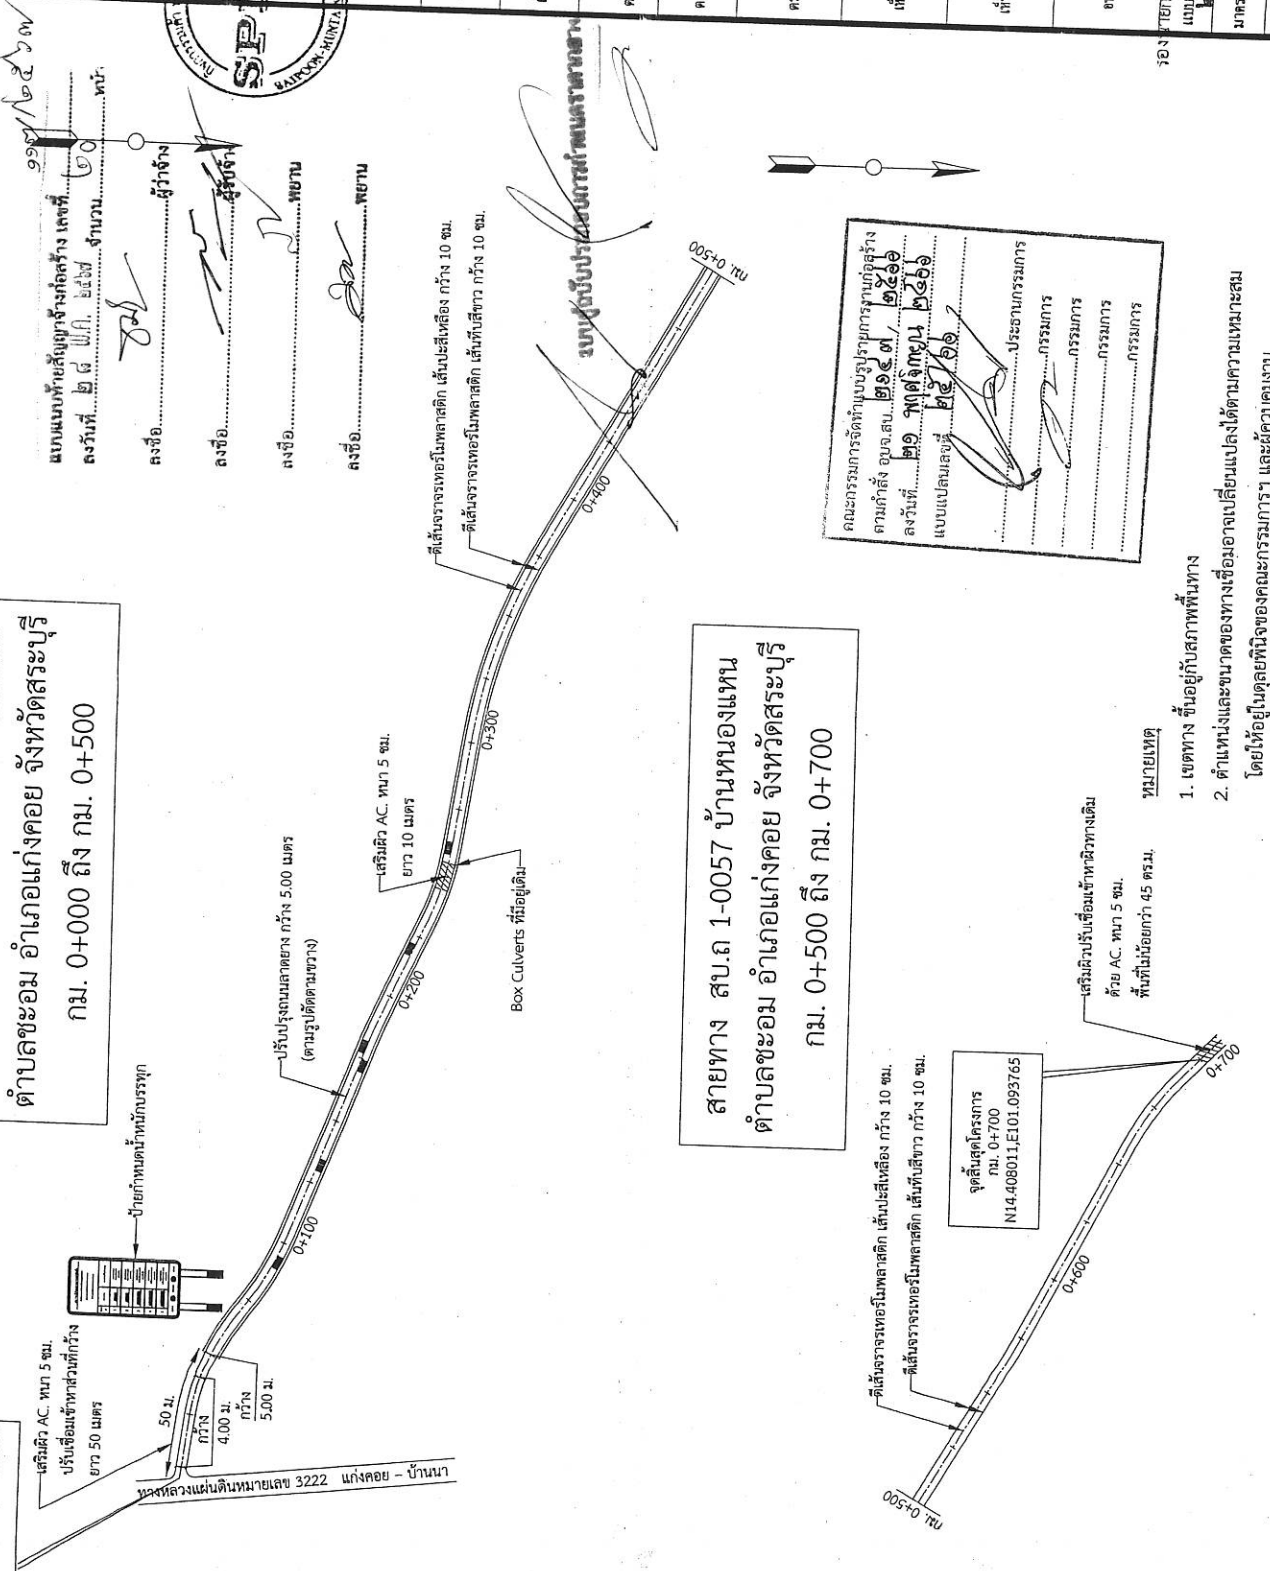 แบบแนบท้ายสัญญาจ้างก่อสร้าง เลขที่ ๑๑๗/๒๕๖๗
ลงวันที่ ๒๘ พ.ค. ๒๕๖๗ จำนวน ๒๐ หน้า
ลงชื่อ ผู้ว่าจ้าง
ลงชื่อ ผู้รับจ้าง
ลงชื่อ พยาน
ลงชื่อ พยาน
ตำบลชะอม อำเภอแก่งคอย จังหวัดสระบุรี
กม. 0+000 ถึง กม. 0+500
เสริมผิว AC. หนา 5 ซม.
ปรับเชื่อมเข้าหาส่วนที่กว้าง
ยาว 50 เมตร
ป้ายกำหนดน้ำหนักบรรทุก
50 ม.
กว้าง
4.00 ม.
กว้าง
5.00 ม.
ทางหลวงแผ่นดินหมายเลข 3222 แก่งคอย – บ้านนา
0+100
ปรับปรุงถนนลาดยาง กว้าง 5.00 เมตร
(ตามรูปตัดตามขวาง)
0+200
เสริมผิว AC. หนา 5 ซม.
ยาว 10 เมตร
Box Culverts ที่มีอยู่เดิม
0+300
ตีเส้นจราจรเทอร์โมพลาสติก เส้นปะสีเหลือง กว้าง 10 ซม.
ตีเส้นจราจรเทอร์โมพลาสติก เส้นทึบสีขาว กว้าง 10 ซม.
0+400
กม. 0+500
สายทาง สบ.ถ 1-0057 บ้านหนองแหน
ตำบลชะอม อำเภอแก่งคอย จังหวัดสระบุรี
กม. 0+500 ถึง กม. 0+700
กม. 0+500
ตีเส้นจราจรเทอร์โมพลาสติก เส้นปะสีเหลือง กว้าง 10 ซม.
ตีเส้นจราจรเทอร์โมพลาสติก เส้นทึบสีขาว กว้าง 10 ซม.
0+600
จุดสิ้นสุดโครงการ
กม. 0+700
N14.408011,E101.093765
0+700
เสริมผิวปรับเชื่อมเข้าหาผิวทางเดิม
ด้วย AC. หนา 5 ซม.
พื้นที่ไม่น้อยกว่า 45 ตร.ม.
คณะกรรมการจัดทำแบบรูปรายการงานก่อสร้าง
ตามคำสั่ง อบจ.สบ.
ลงวันที่ ๒๑ พฤศจิกายน
แบบแปลนเลขที่
ประธานกรรมการ
กรรมการ
กรรมการ
กรรมการ
กรรมการ
หมายเหตุ
1. เขตทาง ขึ้นอยู่กับสภาพพื้นทาง
2. ตำแหน่งและขนาดของทางเชื่อมอาจเปลี่ยนแปลงได้ตามความเหมาะสม
โดยให้อยู่ในดุลยพินิจของคณะกรรมการฯ และผู้ควบคุมงาน